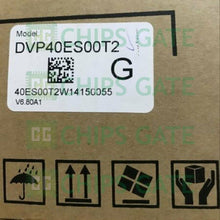 CHIPS GATE
Model
DVP40ES00T2
G
40ES00T2W14150055
V6.80A1